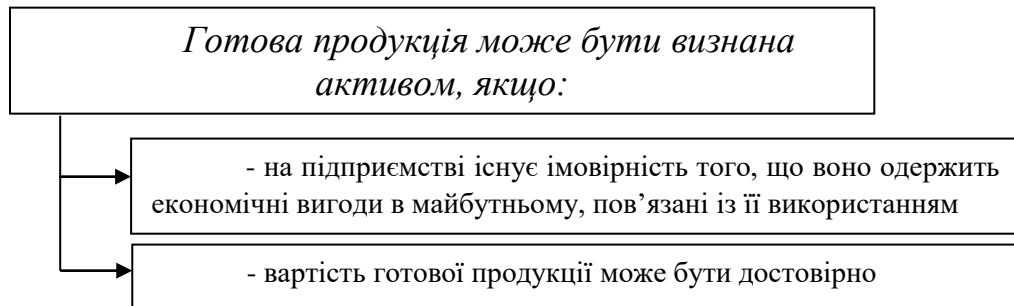 Готова продукція може бути визнана
активом, якщо:
- на підприємстві існує імовірність того, що воно одержить
економічні вигоди в майбутньому, пов’язані із її використанням
- вартість готової продукції може бути достовірно